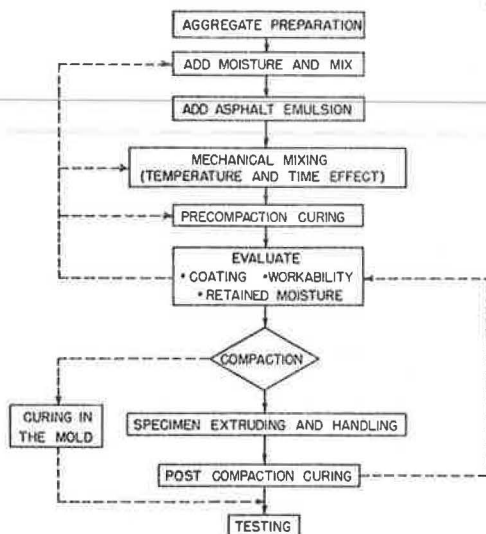 AGGREGATE PREPARATION
ADD MOISTURE AND MIX
ADD ASPHALT EMULSION
MECHANICAL MIXING
(TEMPERATURE AND TIME EFFECT)
PRECOMPACTION CURING
EVALUATE
• COATING • WORKABILITY
• RETAINED MOISTURE
COMPACTION
CURING IN
THE MOLD
SPECIMEN EXTRUDING AND HANDLING
POST COMPACTION CURING
TESTING